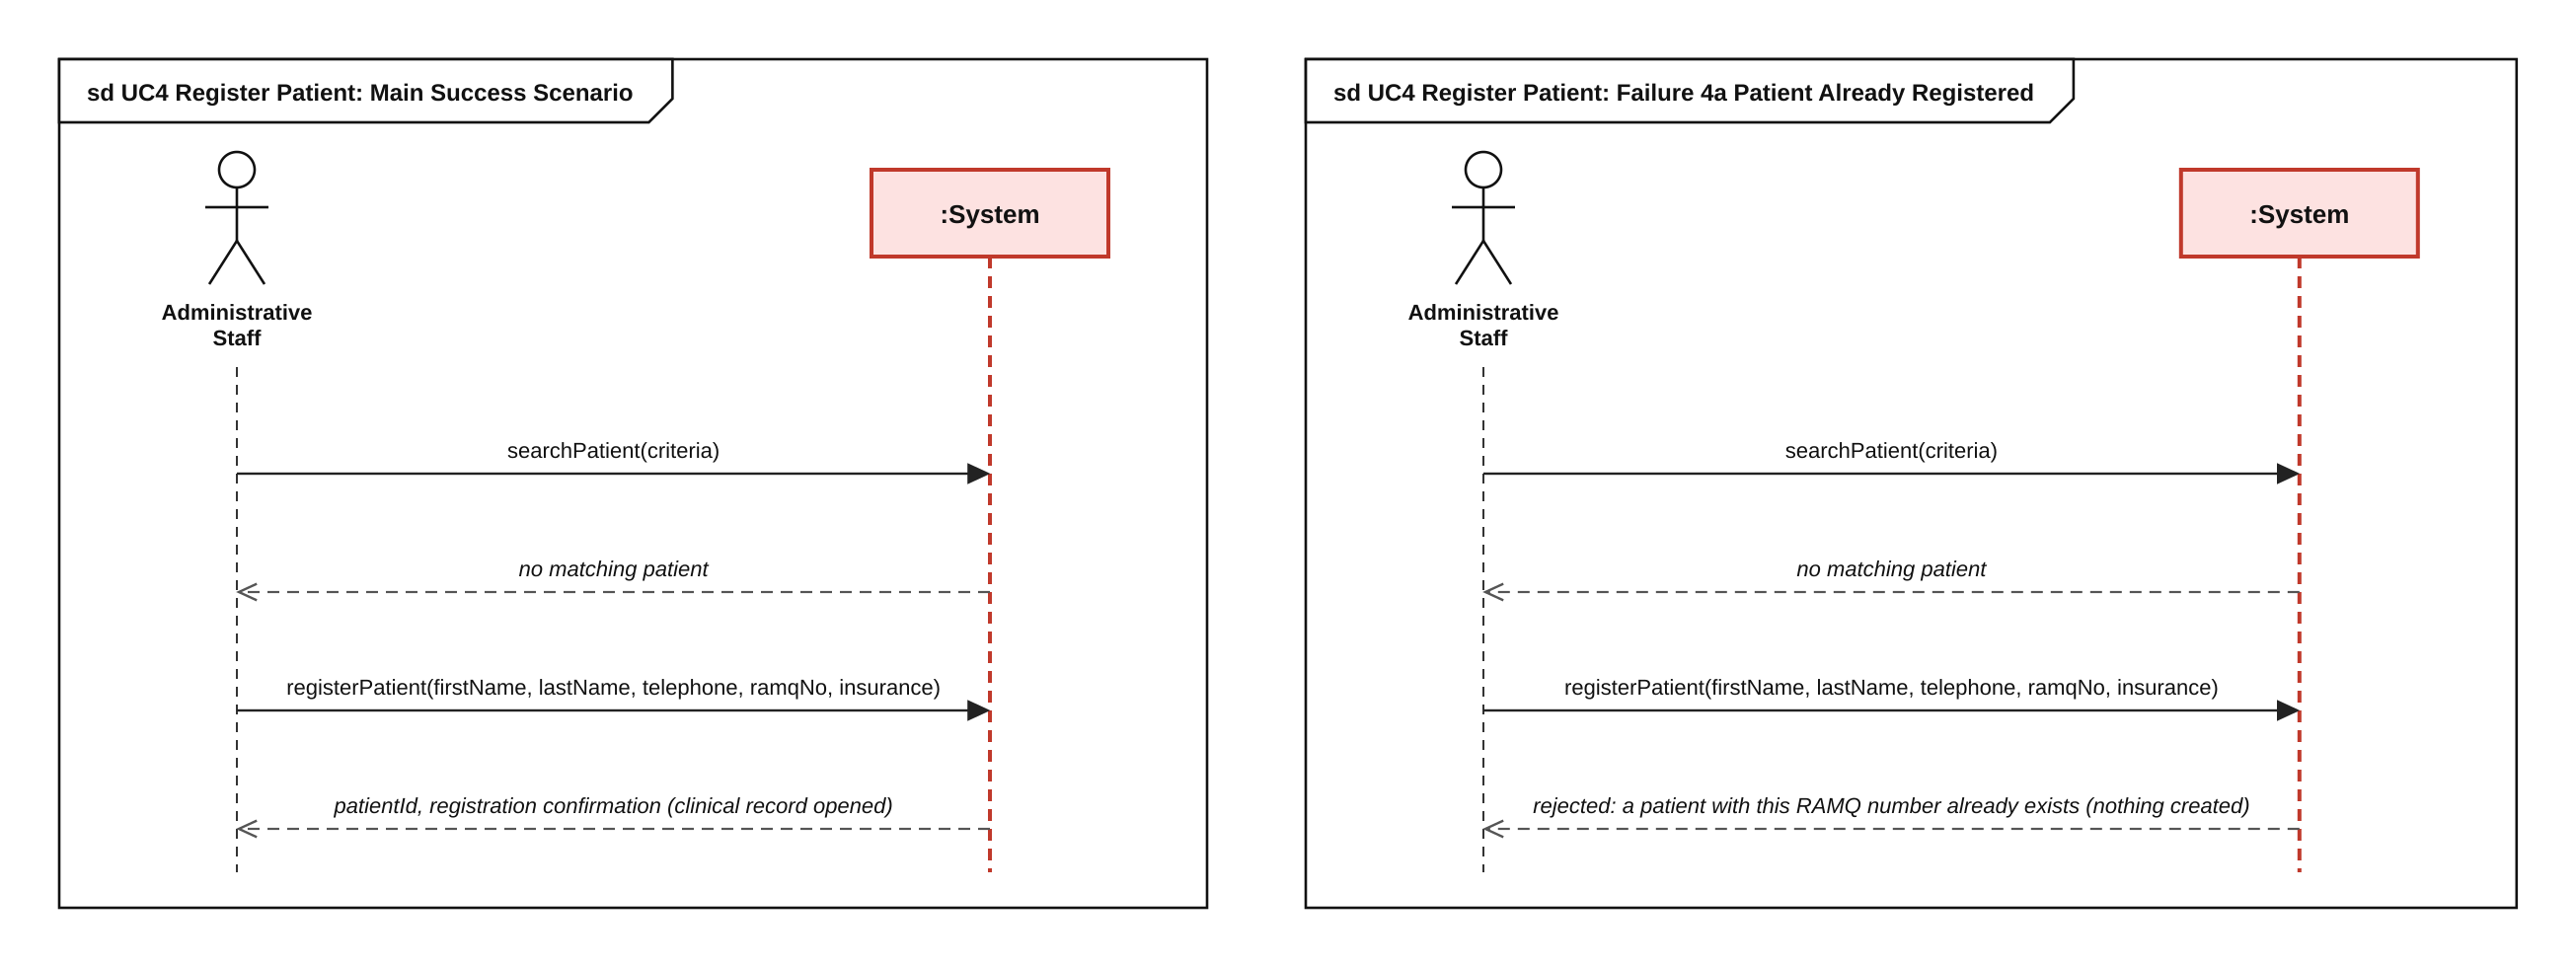 sd UC4 Register Patient: Main Success Scenario
:System
Administrative
Staff
searchPatient(criteria)
no matching patient
registerPatient(firstName, lastName, telephone, ramqNo, insurance)
patientId, registration confirmation (clinical record opened)
sd UC4 Register Patient: Failure 4a Patient Already Registered
:System
Administrative
Staff
searchPatient(criteria)
no matching patient
registerPatient(firstName, lastName, telephone, ramqNo, insurance)
rejected: a patient with this RAMQ number already exists (nothing created)